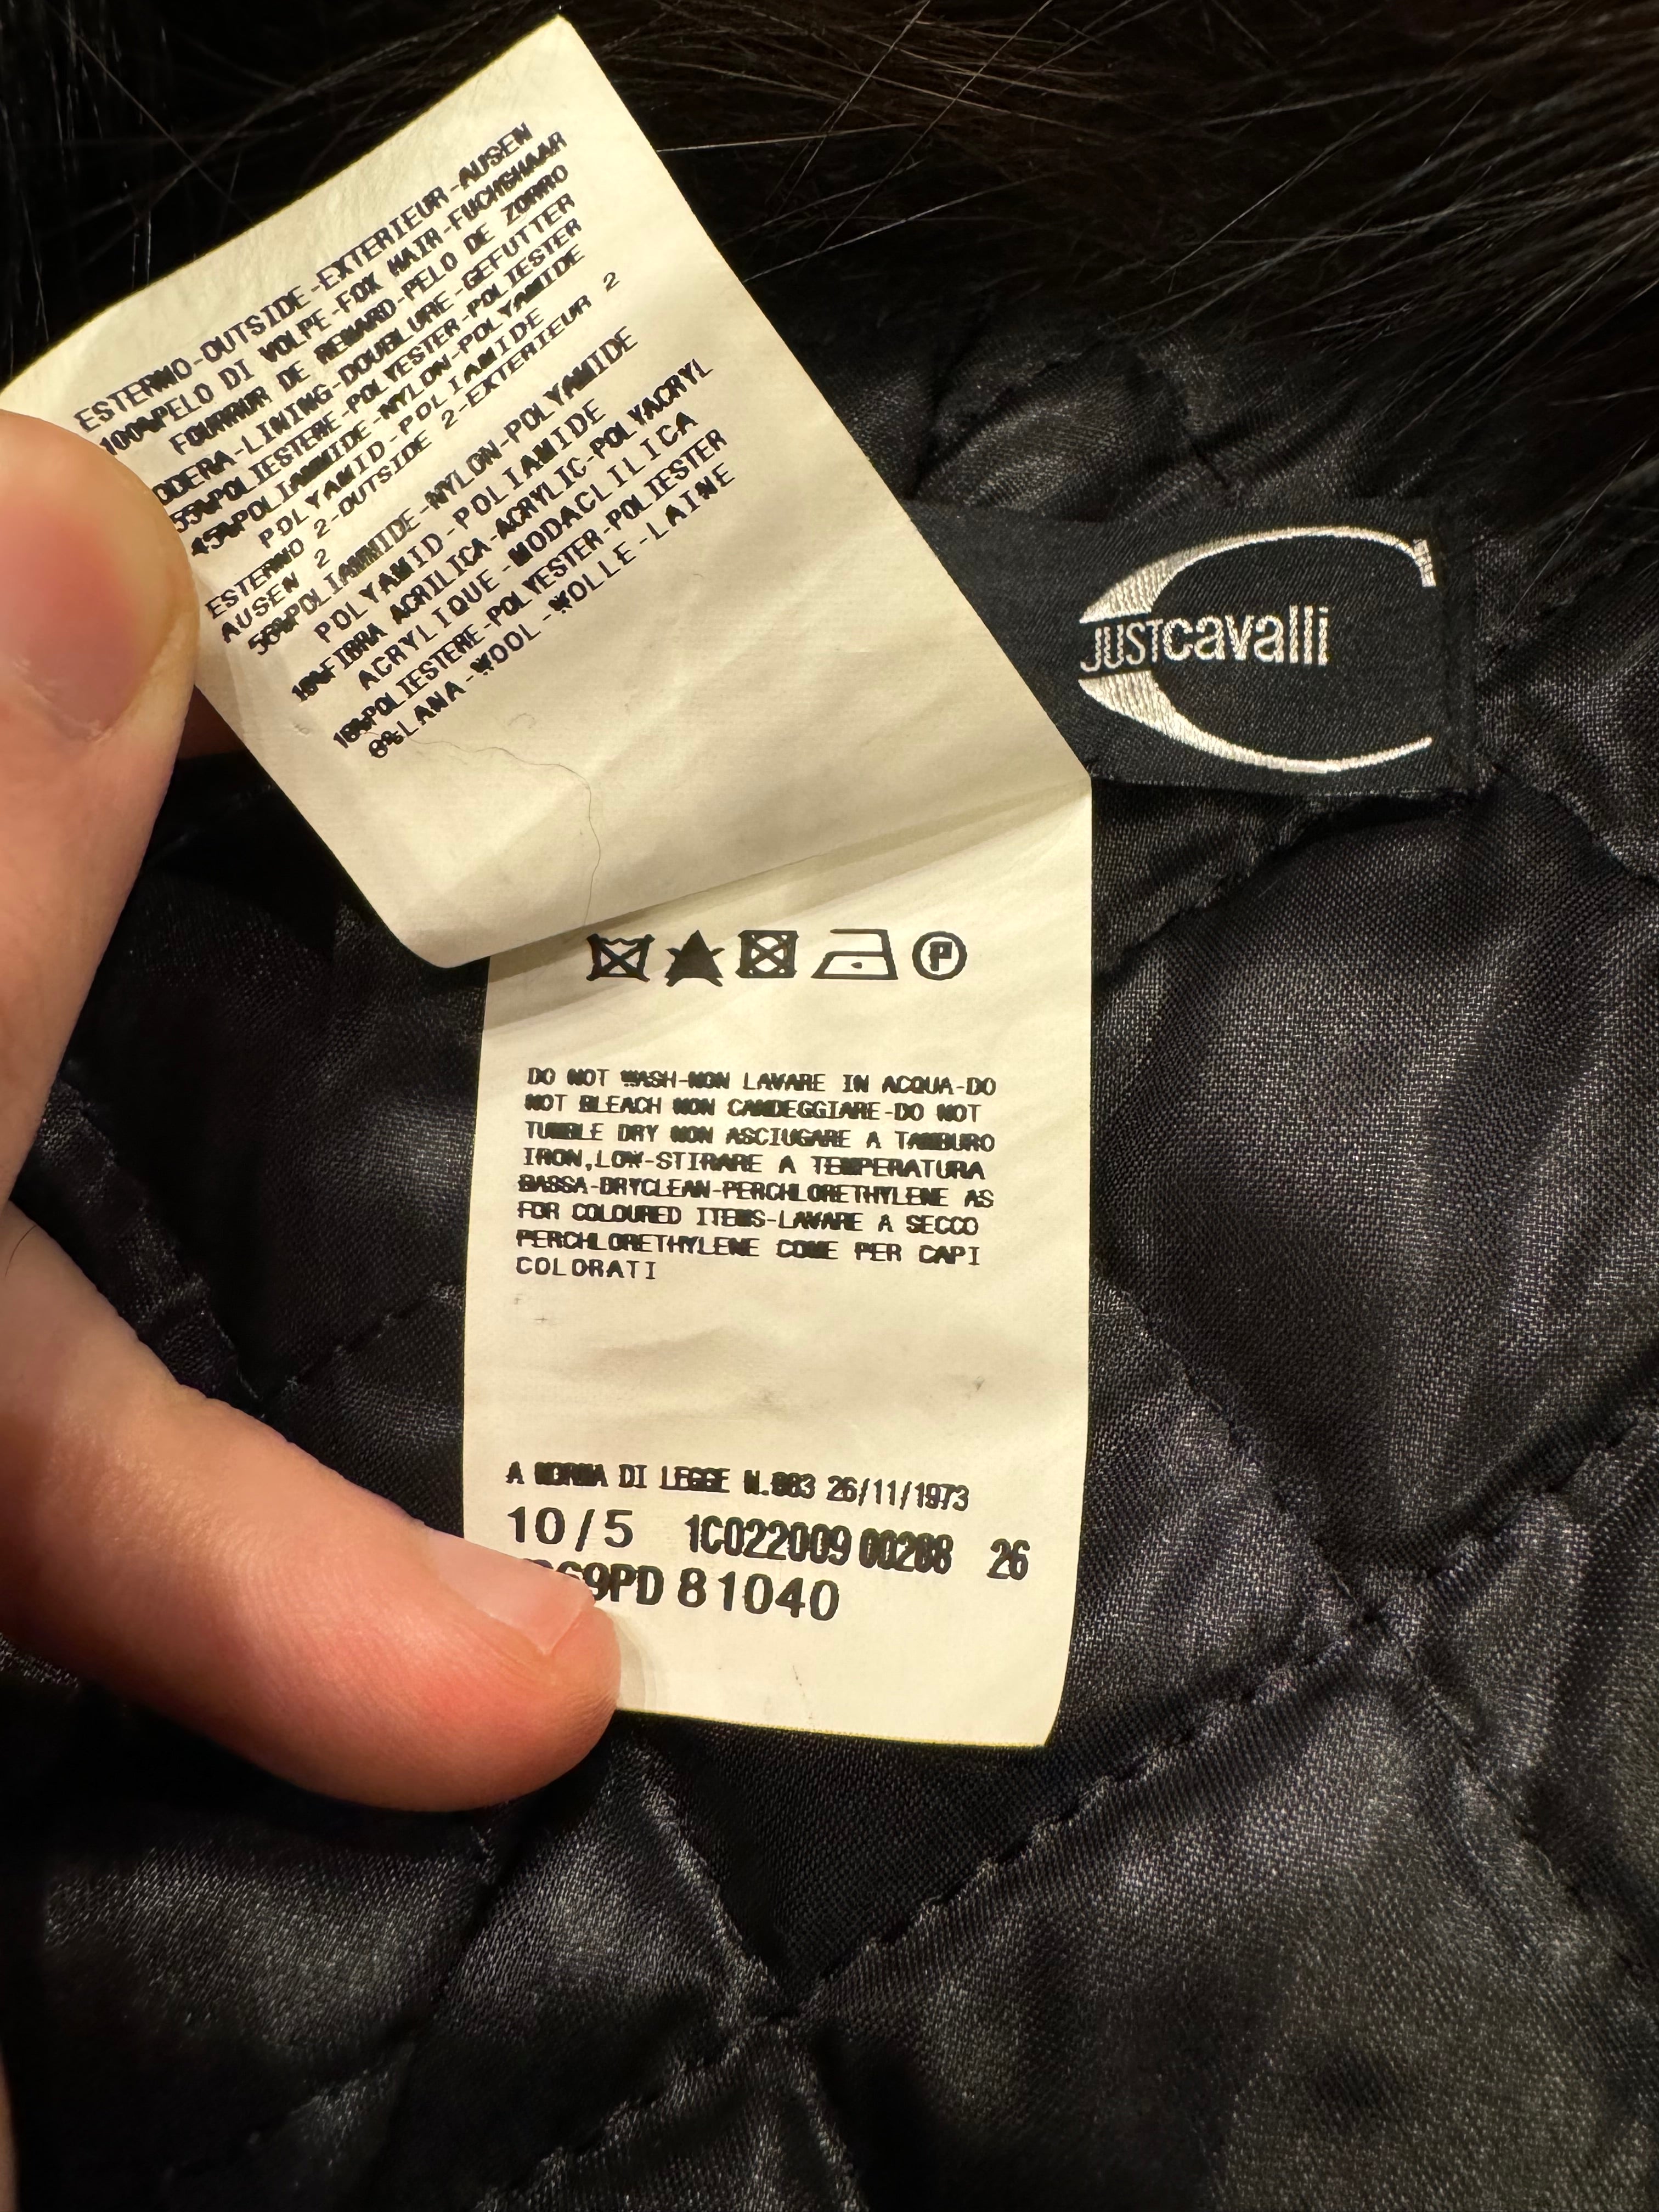 ESTERNO-OUTSIDE-EXTERIEUR-AUSEN
100%PELO DI VOLPE-FOX HAIR-FUCHSHAAR
FOURRUR DE RENARD-PELO DE ZORRO
ODERA-LINING-DOUBLURE-GEFUTTER
55%POLIESTERE-POLYESTER-POLIESTER
45%POLIAMMIDE-NYLON-POLYAMIDE
POLYAMID-POLIAMIDE
ESTERNO 2-OUTSIDE 2-EXTERIEUR 2
AUSEN 2
56%POLIAMMIDE-NYLON-POLYAMIDE
POLYAMID-POLIAMIDE
18%FIBRA ACRILICA-ACRYLIC-POLYACRYL
ACRYLIQUE-MODACLILICA
18%POLIESTERE-POLYESTER-POLIESTER
8%LANA-WOOL-WOLLE-LAINE
JUSTcavalli
P
DO NOT WASH-NON LAVARE IN ACQUA-DO
NOT BLEACH NON CANDEGGIARE-DO NOT
TUMBLE DRY NON ASCIUGARE A TAMBURO
IRON,LOW-STIRARE A TEMPERATURA
BASSA-DRYCLEAN-PERCHLORETHYLENE AS
FOR COLOURED ITEMS-LAVARE A SECCO
PERCHLORETHYLENE COME PER CAPI
COLORATI
A NORMA DI LEGGE N.883 26/11/1973
10/5 1C022009 00288 26
69PD 81040